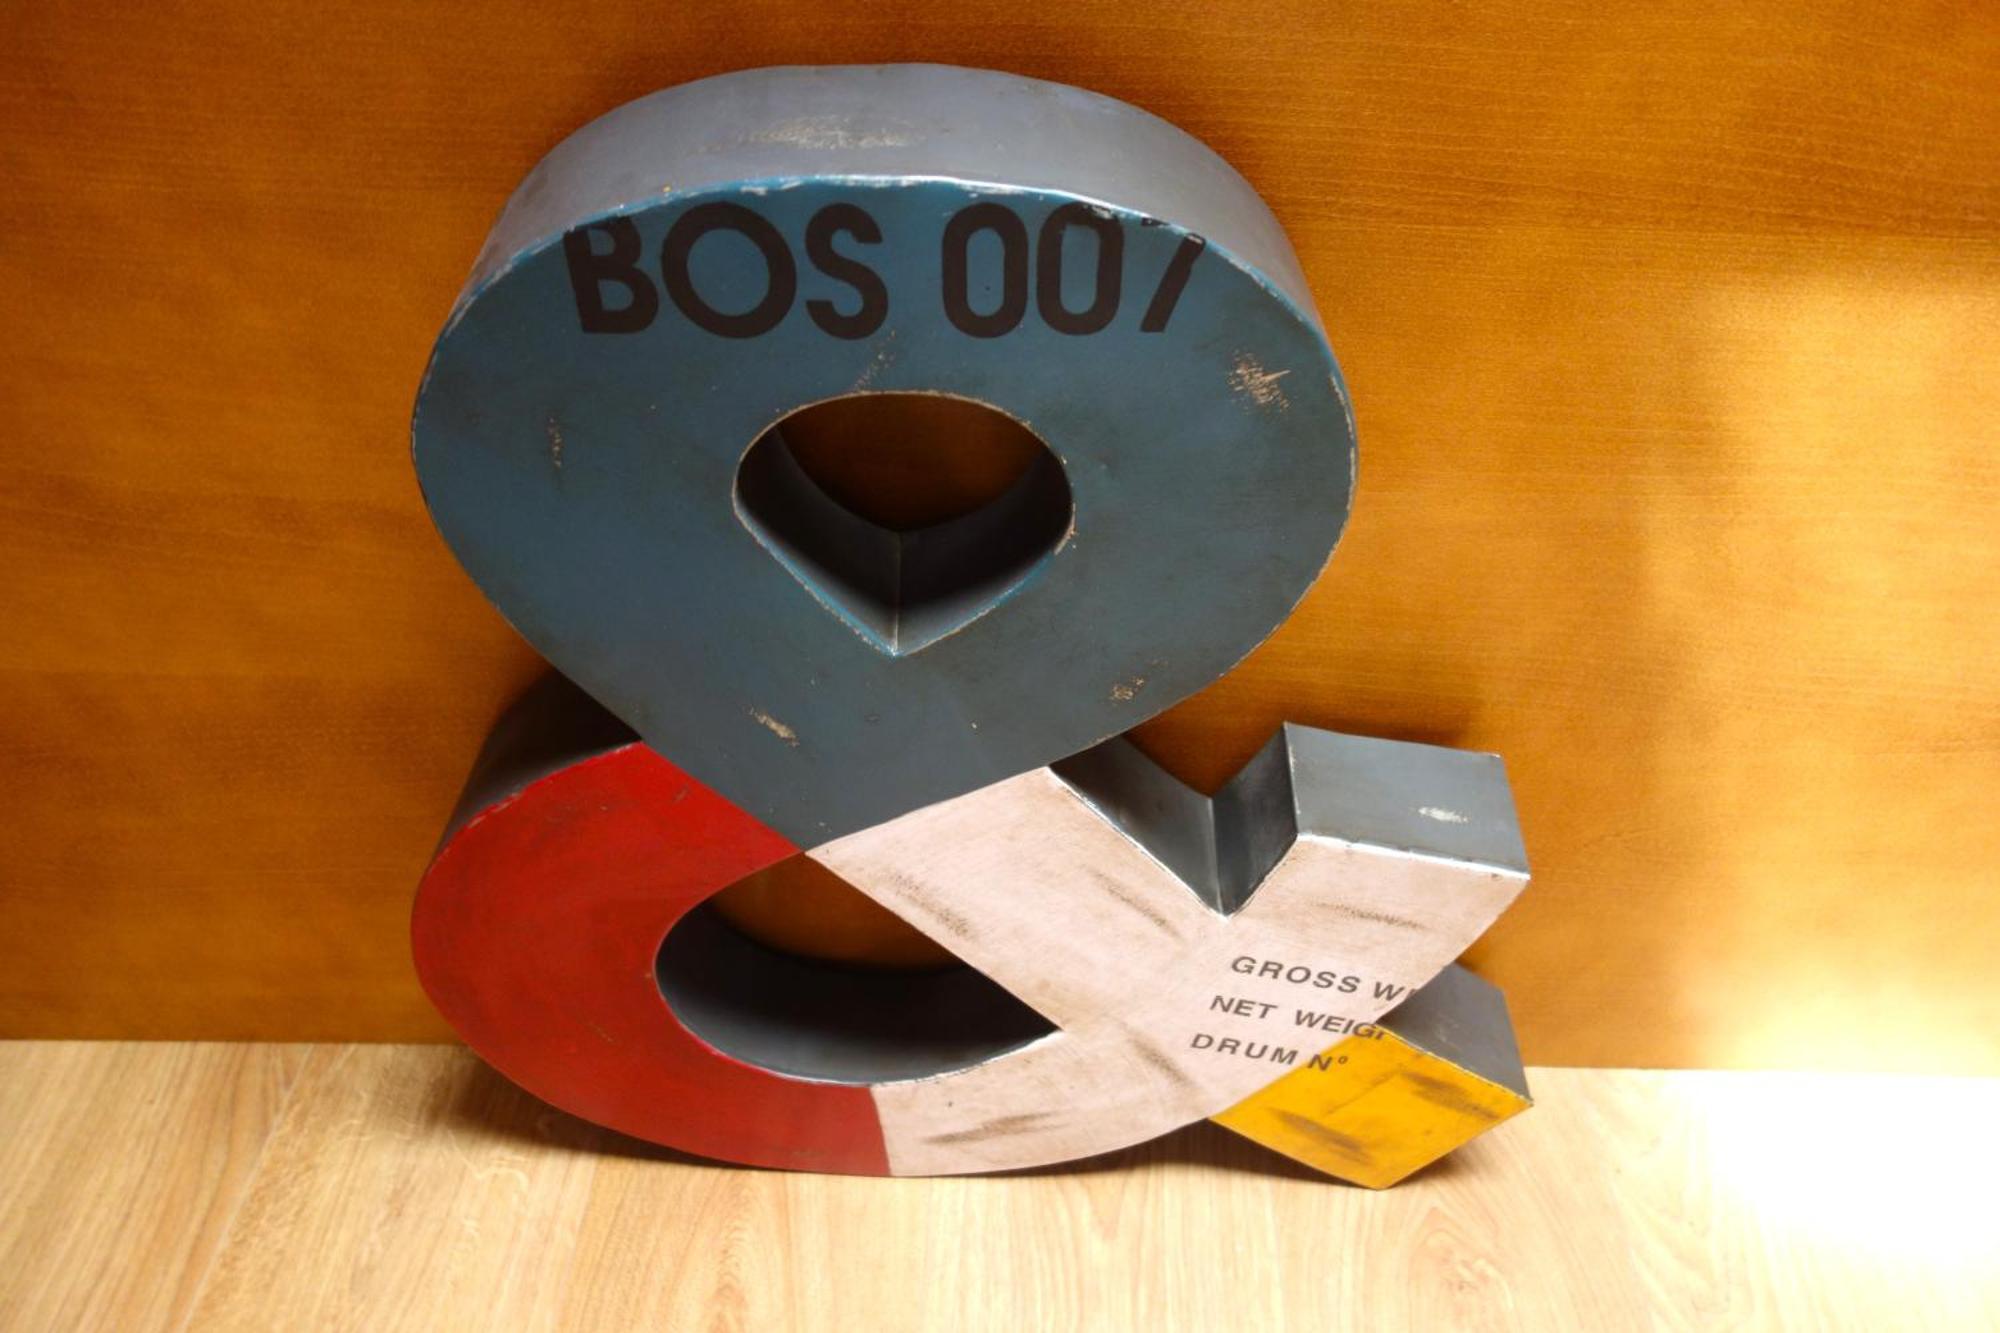 &
BOS 007
GROSS W
NET WEIG
DRUM N°